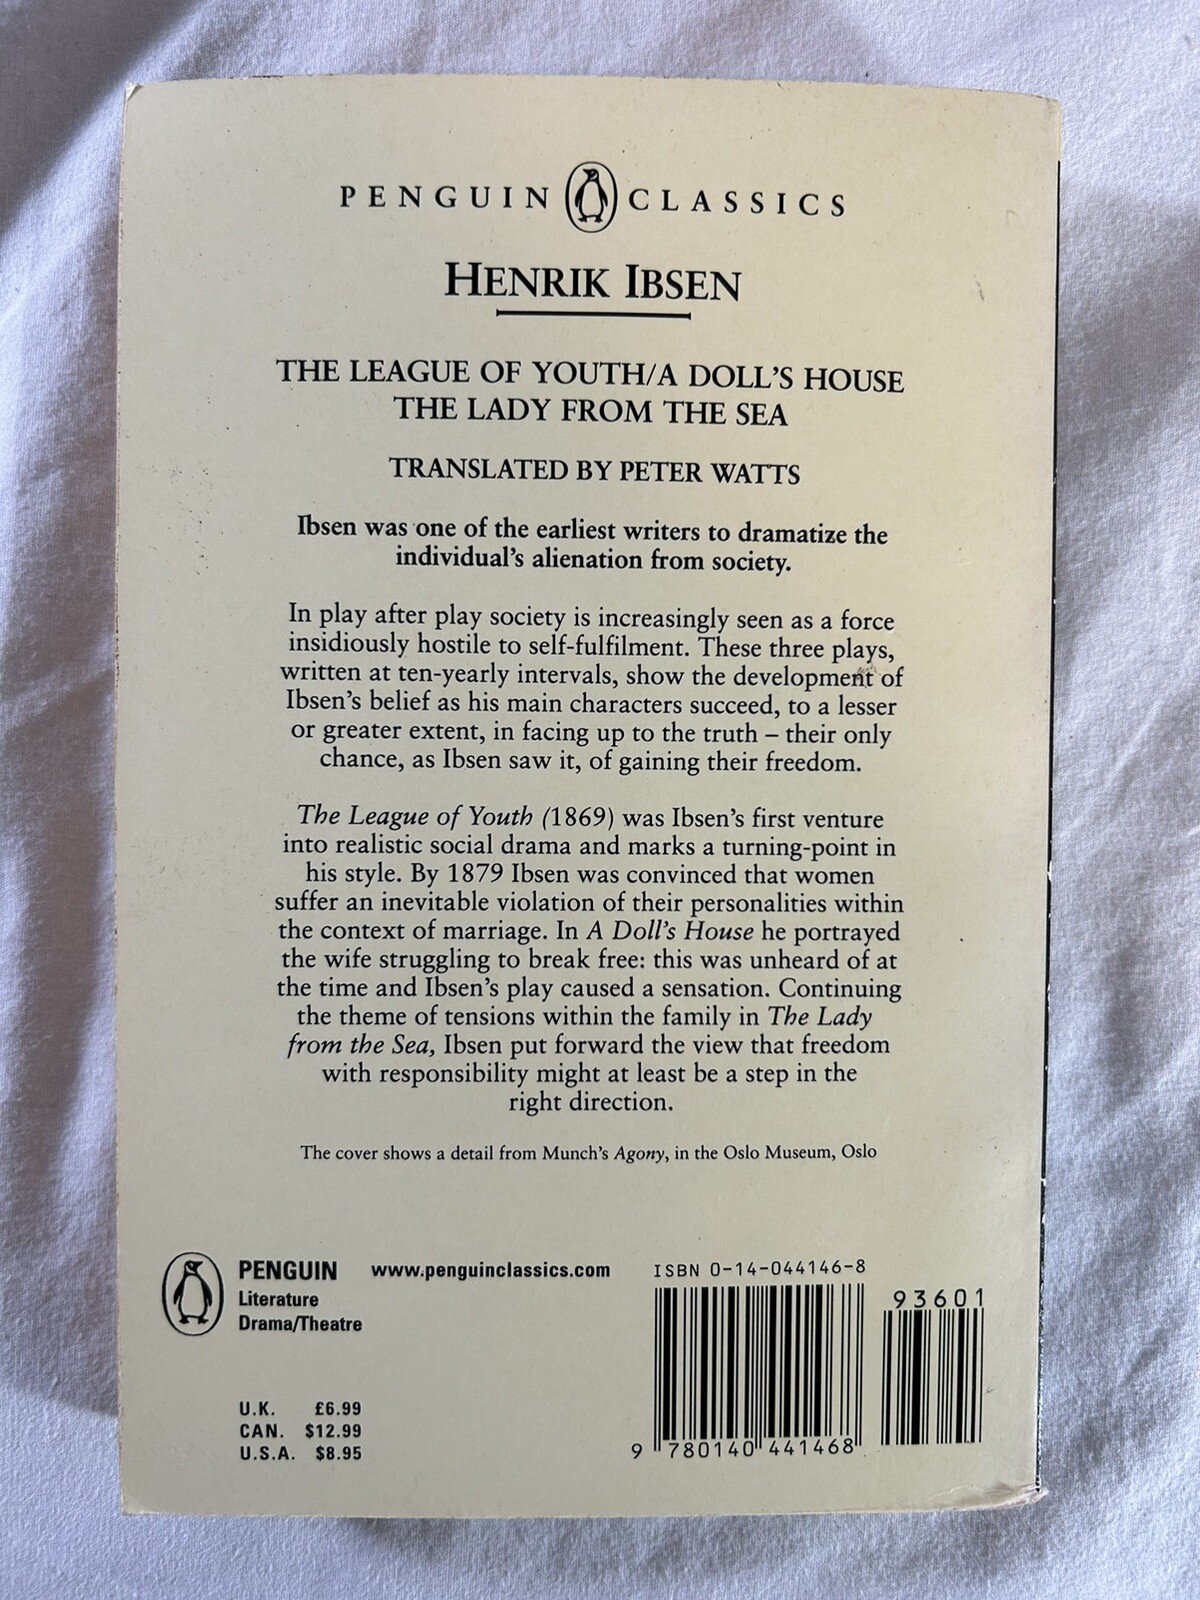 PENGUIN CLASSICS
HENRIK IBSEN
THE LEAGUE OF YOUTH/A DOLL'S HOUSE
THE LADY FROM THE SEA
TRANSLATED BY PETER WATTS
Ibsen was one of the earliest writers to dramatize the
individual's alienation from society.
In play after play society is increasingly seen as a force
insidiously hostile to self-fulfilment. These three plays,
written at ten-yearly intervals, show the development of
Ibsen's belief as his main characters succeed, to a lesser
or greater extent, in facing up to the truth – their only
chance, as Ibsen saw it, of gaining their freedom.
The League of Youth (1869) was Ibsen's first venture
into realistic social drama and marks a turning-point in
his style. By 1879 Ibsen was convinced that women
suffer an inevitable violation of their personalities within
the context of marriage. In A Doll's House he portrayed
the wife struggling to break free: this was unheard of at
the time and Ibsen's play caused a sensation. Continuing
the theme of tensions within the family in The Lady
from the Sea, Ibsen put forward the view that freedom
with responsibility might at least be a step in the
right direction.
The cover shows a detail from Munch's Agony, in the Oslo Museum, Oslo
PENGUIN www.penguinclassics.com
Literature
Drama/Theatre
U.K. £6.99
CAN. $12.99
U.S.A. $8.95
ISBN 0-14-044146-8
93601
9 780140 441468